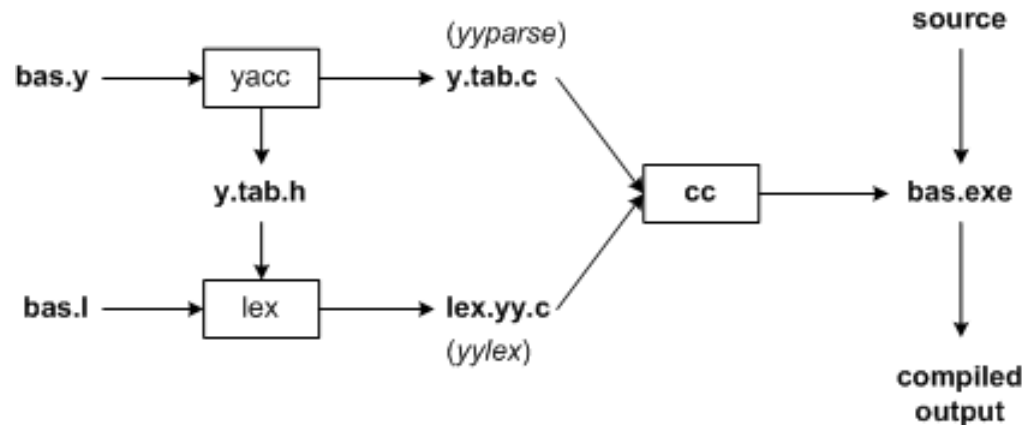 source
(yyparse)
bas.y
yacc
y.tab.c
y.tab.h
cc
bas.exe
bas.l
lex
lex.yy.c
(yylex)
compiled
output